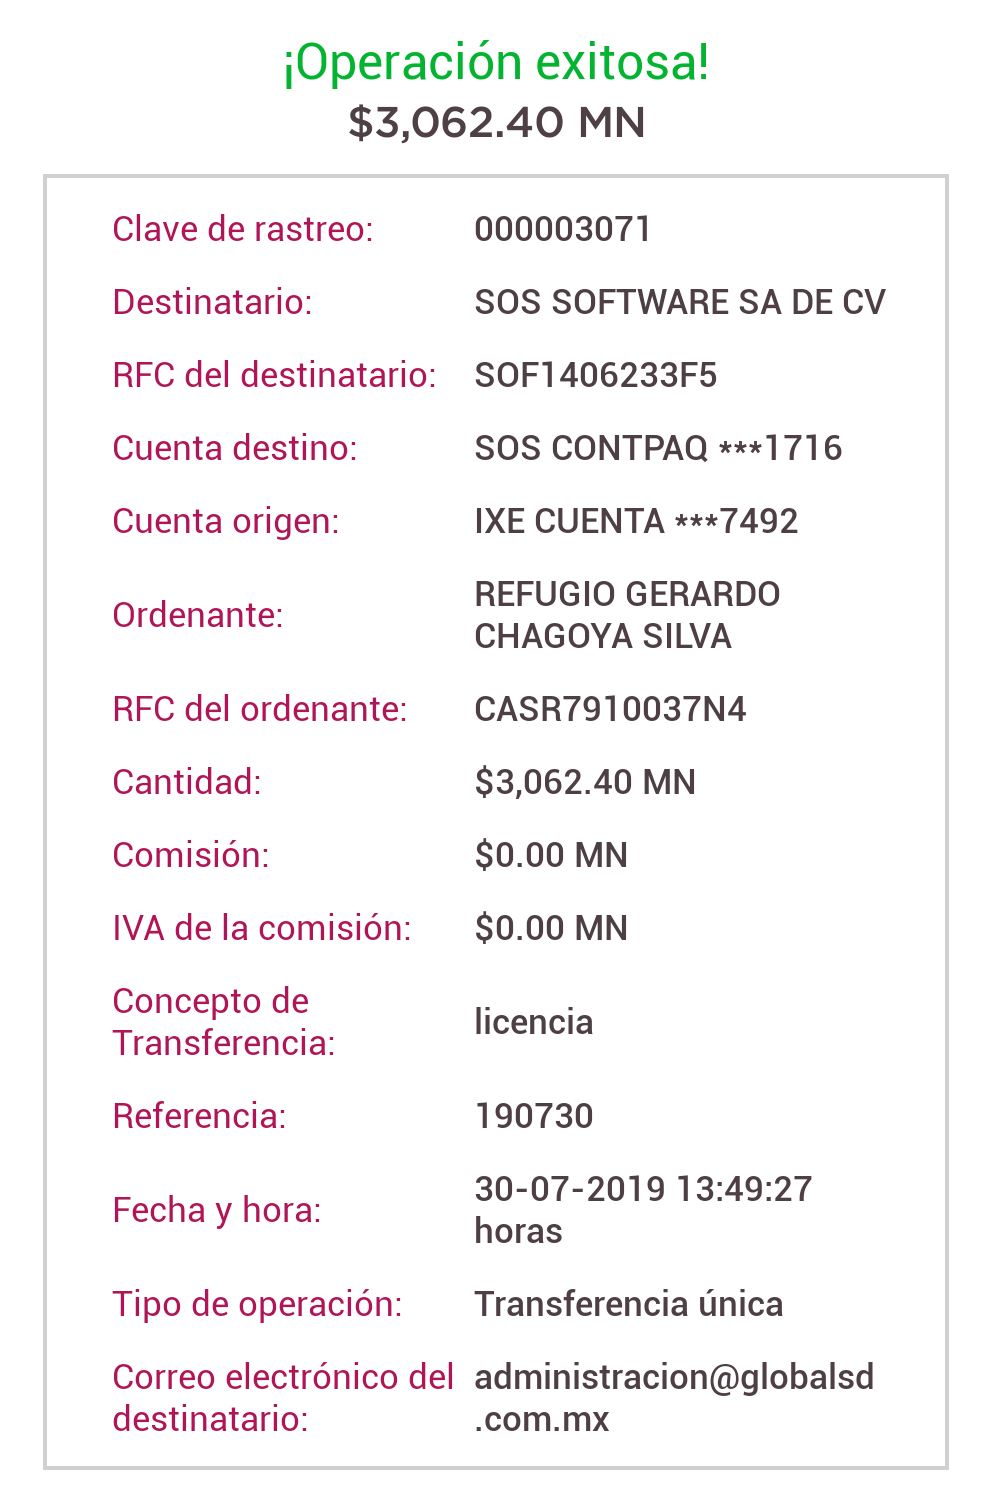 ¡Operación exitosa!
$3,062.40 MN
Clave de rastreo: 000003071
Destinatario: SOS SOFTWARE SA DE CV
RFC del destinatario: SOF1406233F5
Cuenta destino: SOS CONTPAQ ***1716
Cuenta origen: IXE CUENTA ***7492
Ordenante: REFUGIO GERARDO
CHAGOYA SILVA
RFC del ordenante: CASR7910037N4
Cantidad: $3,062.40 MN
Comisión: $0.00 MN
IVA de la comisión: $0.00 MN
Concepto de
Transferencia: licencia
Referencia: 190730
Fecha y hora: 30-07-2019 13:49:27
horas
Tipo de operación: Transferencia única
Correo electrónico del administracion@globalsd
destinatario: .com.mx